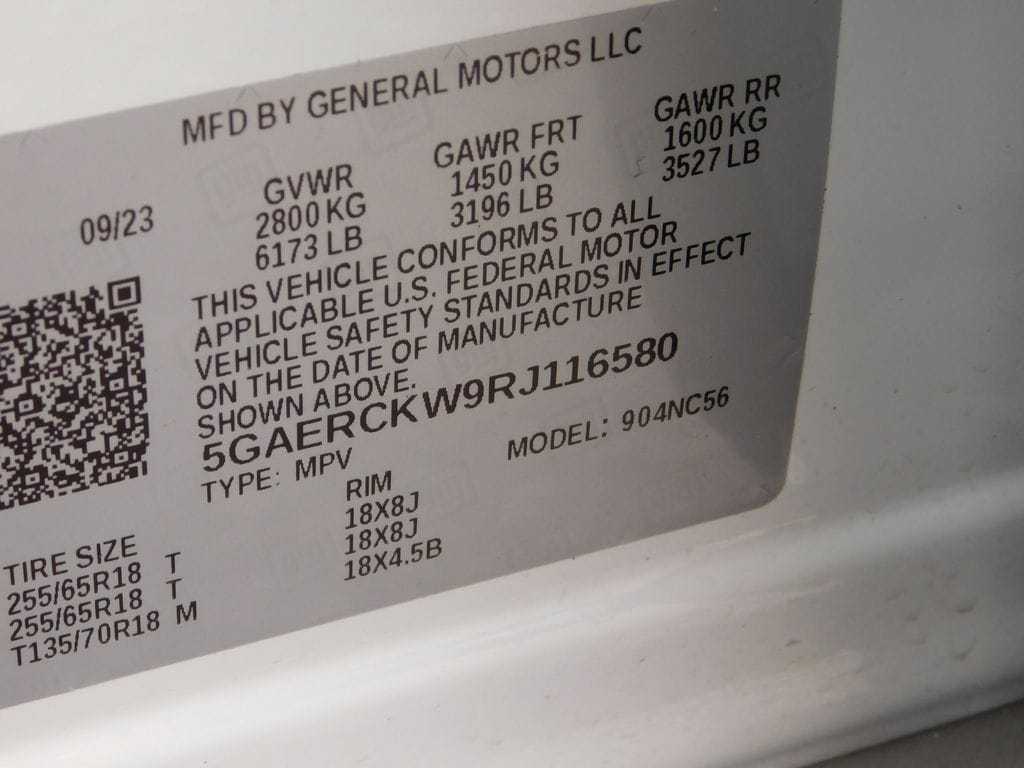 MFD BY GENERAL MOTORS LLC
09/23
GVWR
2800 KG
6173 LB
GAWR FRT
1450 KG
3196 LB
GAWR RR
1600 KG
3527 LB
THIS VEHICLE CONFORMS TO ALL
APPLICABLE U.S. FEDERAL MOTOR
VEHICLE SAFETY STANDARDS IN EFFECT
ON THE DATE OF MANUFACTURE
SHOWN ABOVE.
5GAERCKW9RJ116580
TYPE: MPV
MODEL: 904NC56
TIRE SIZE
255/65R18 T
255/65R18 T
T135/70R18 M
RIM
18X8J
18X8J
18X4.5B